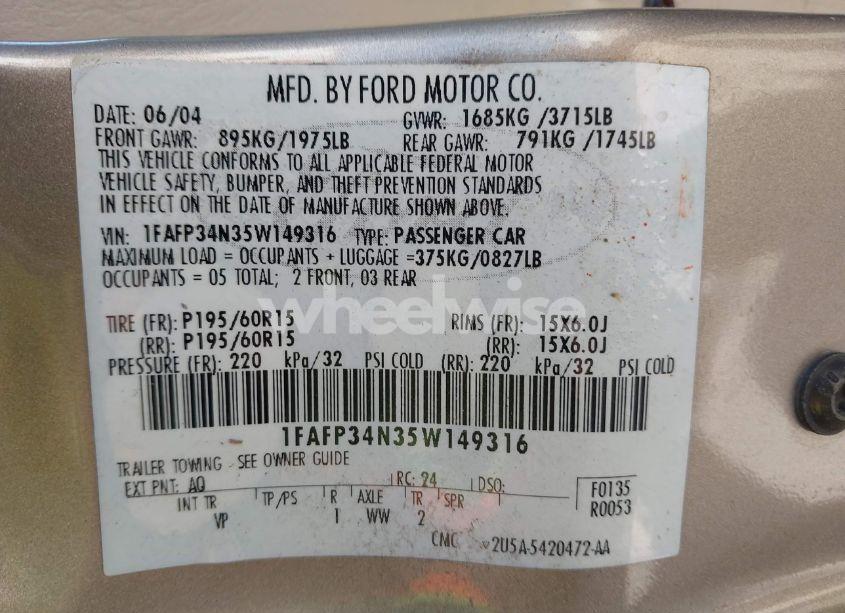 MFD. BY FORD MOTOR CO.
DATE: 06/04 GVWR: 1685KG /3715LB
FRONT GAWR: 895KG/1975LB REAR GAWR: 791KG /1745LB
THIS VEHICLE CONFORMS TO ALL APPLICABLE FEDERAL MOTOR
VEHICLE SAFETY, BUMPER, AND THEFT PREVENTION STANDARDS
IN EFFECT ON THE DATE OF MANUFACTURE SHOWN ABOVE.
VIN: 1FAFP34N35W149316 TYPE: PASSENGER CAR
MAXIMUM LOAD = OCCUPANTS + LUGGAGE =375KG/0827LB
OCCUPANTS = 05 TOTAL; 2 FRONT, 03 REAR
wheelwise
TIRE (FR): P195/60R15 RIMS (FR): 15X6.0J
(RR): P195/60R15 (RR): 15X6.0J
PRESSURE (FR): 220 kPa/32 PSI COLD (RR): 220 kPa/32 PSI COLD
1FAFP34N35W149316
TRAILER TOWING - SEE OWNER GUIDE
EXT PNT: AQ RC: 24 DSO: F0135
INT TR TP/PS R AXLE TR SPR R0053
VP 1 WW 2
CMC 2U5A-5420472-AA